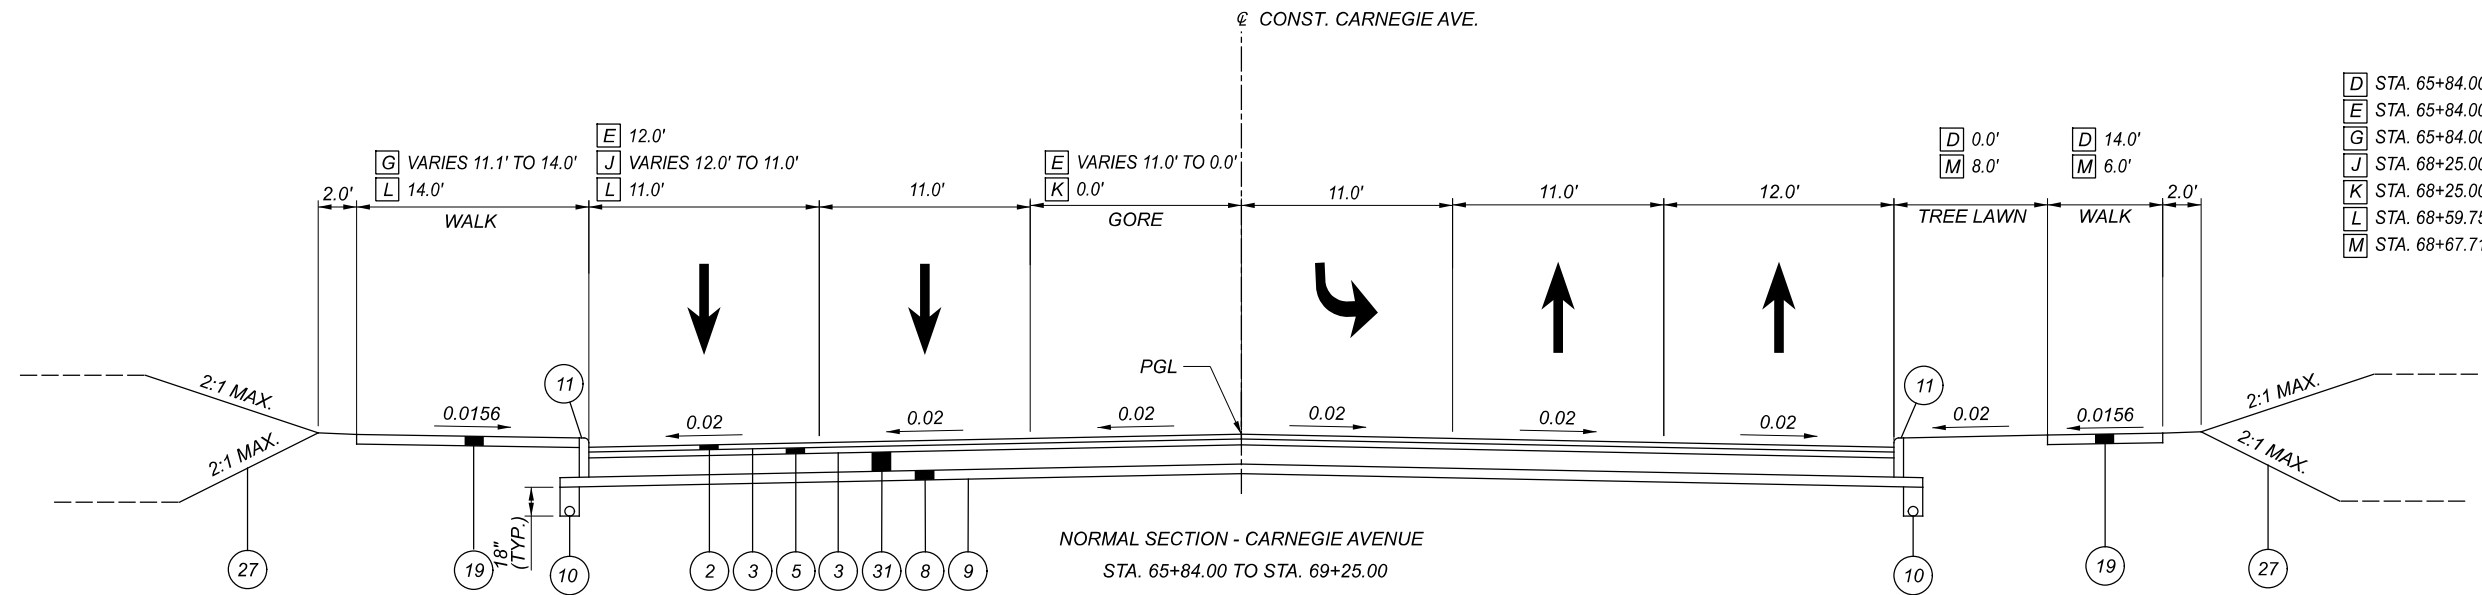 ℄ CONST. CARNEGIE AVE.
D STA. 65+84.00
E STA. 65+84.00
G STA. 65+84.00
J STA. 68+25.00
K STA. 68+25.00
L STA. 68+59.75
M STA. 68+67.71
E 12.0'
G VARIES 11.1' TO 14.0'
J VARIES 12.0' TO 11.0'
E VARIES 11.0' TO 0.0'
D 0.0'
D 14.0'
L 14.0'
L 11.0'
K 0.0'
M 8.0'
M 6.0'
2.0'
11.0'
11.0'
11.0'
12.0'
2.0'
WALK
GORE
TREE LAWN
WALK
PGL
2:1 MAX.
11
11
2:1 MAX.
0.0156
0.02
0.02
0.02
0.02
0.02
0.02
0.02
0.0156
2:1 MAX.
2:1 MAX.
18"
(TYP.)
NORMAL SECTION - CARNEGIE AVENUE
STA. 65+84.00 TO STA. 69+25.00
27
19
10
2
3
5
3
31
8
9
10
19
27